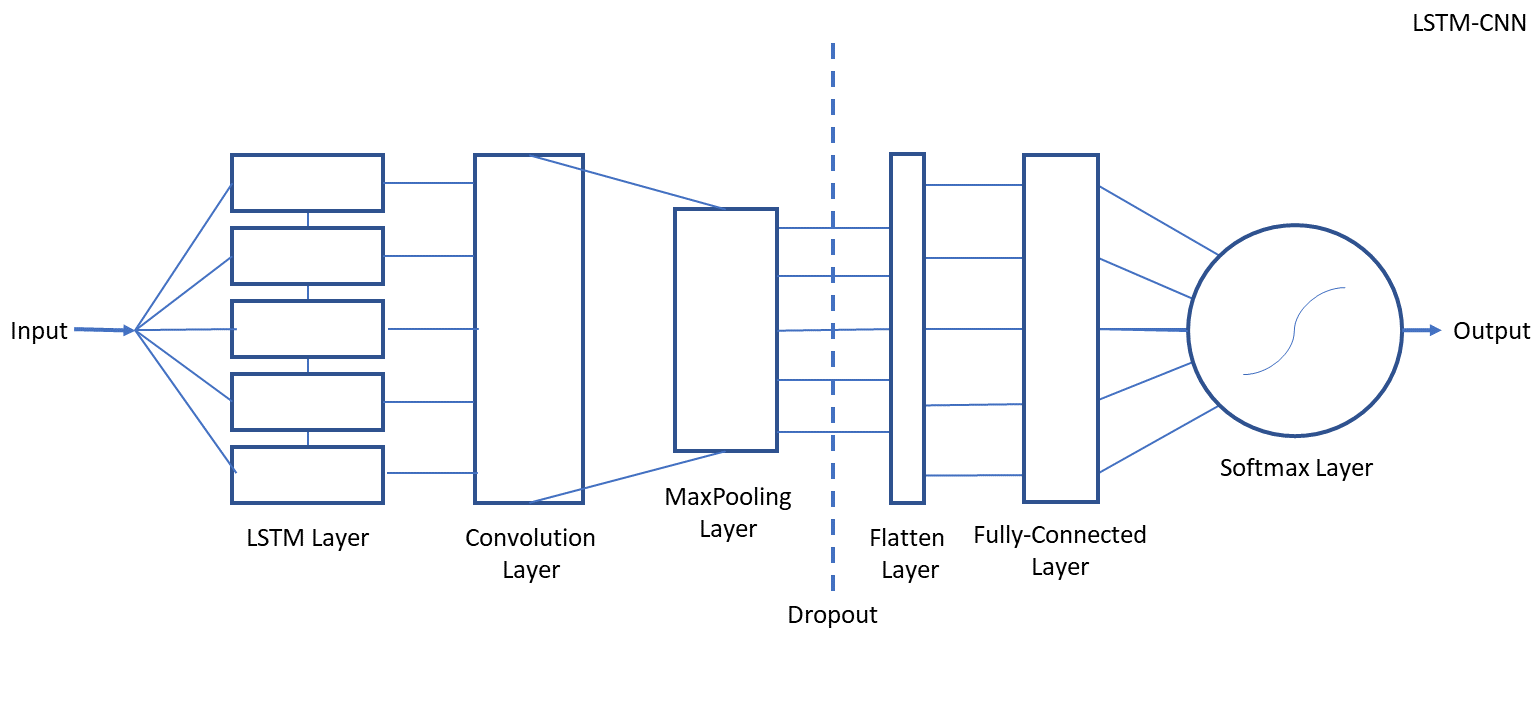 LSTM-CNN
Input
Output
Softmax Layer
MaxPooling
Layer
LSTM Layer
Convolution
Layer
Flatten
Layer
Fully-Connected
Layer
Dropout